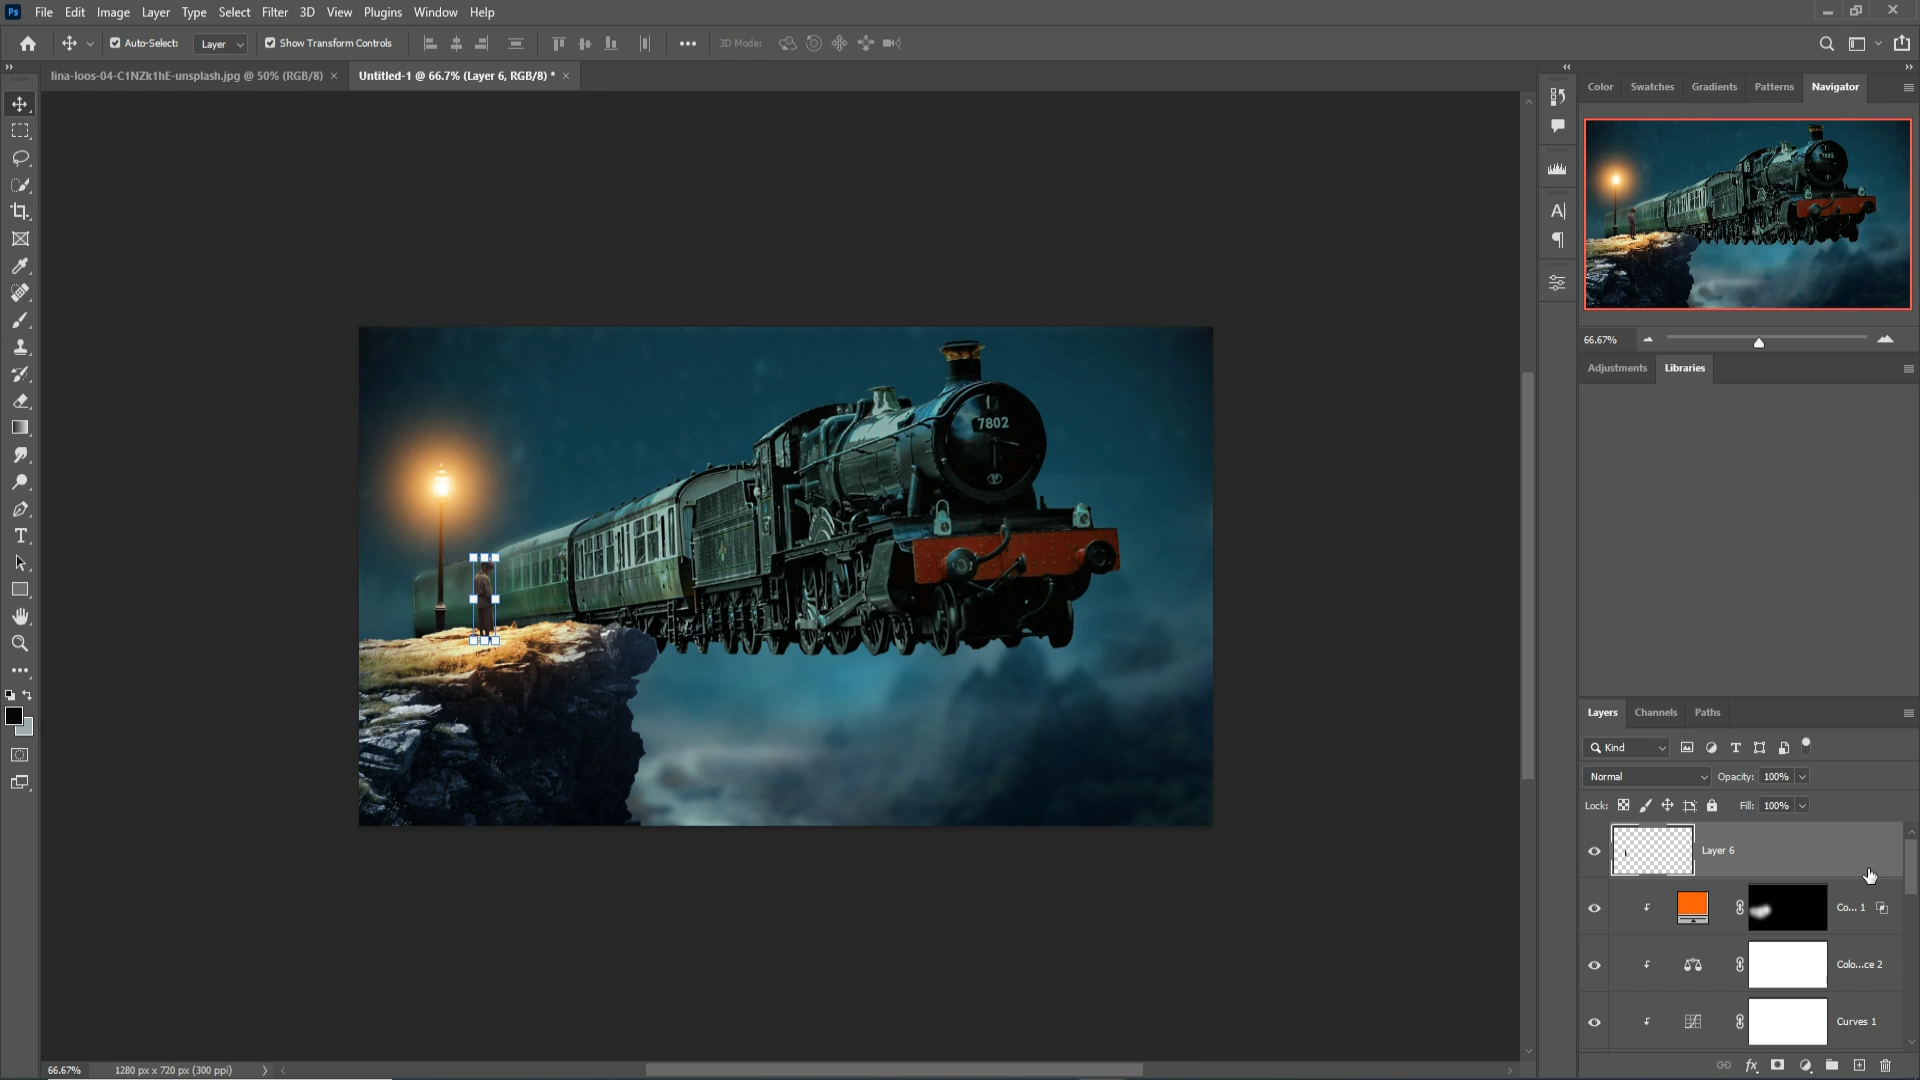 Ps File Edit Image Layer Type Select Filter 3D View Plugins Window Help
Auto-Select: Layer Show Transform Controls 3D Mode:
lina-loos-04-C1NZk1hE-unsplash.jpg @ 50% (RGB/8) × Untitled-1 @ 66.7% (Layer 6, RGB/8) * ×
Color Swatches Gradients Patterns Navigator
66.67%
Adjustments Libraries
7802
Layers Channels Paths
Kind
Normal Opacity: 100%
Lock: Fill: 100%
Layer 6
Co... 1
Colo...ce 2
Curves 1
fx
66.67% 1280 px x 720 px (300 ppi)